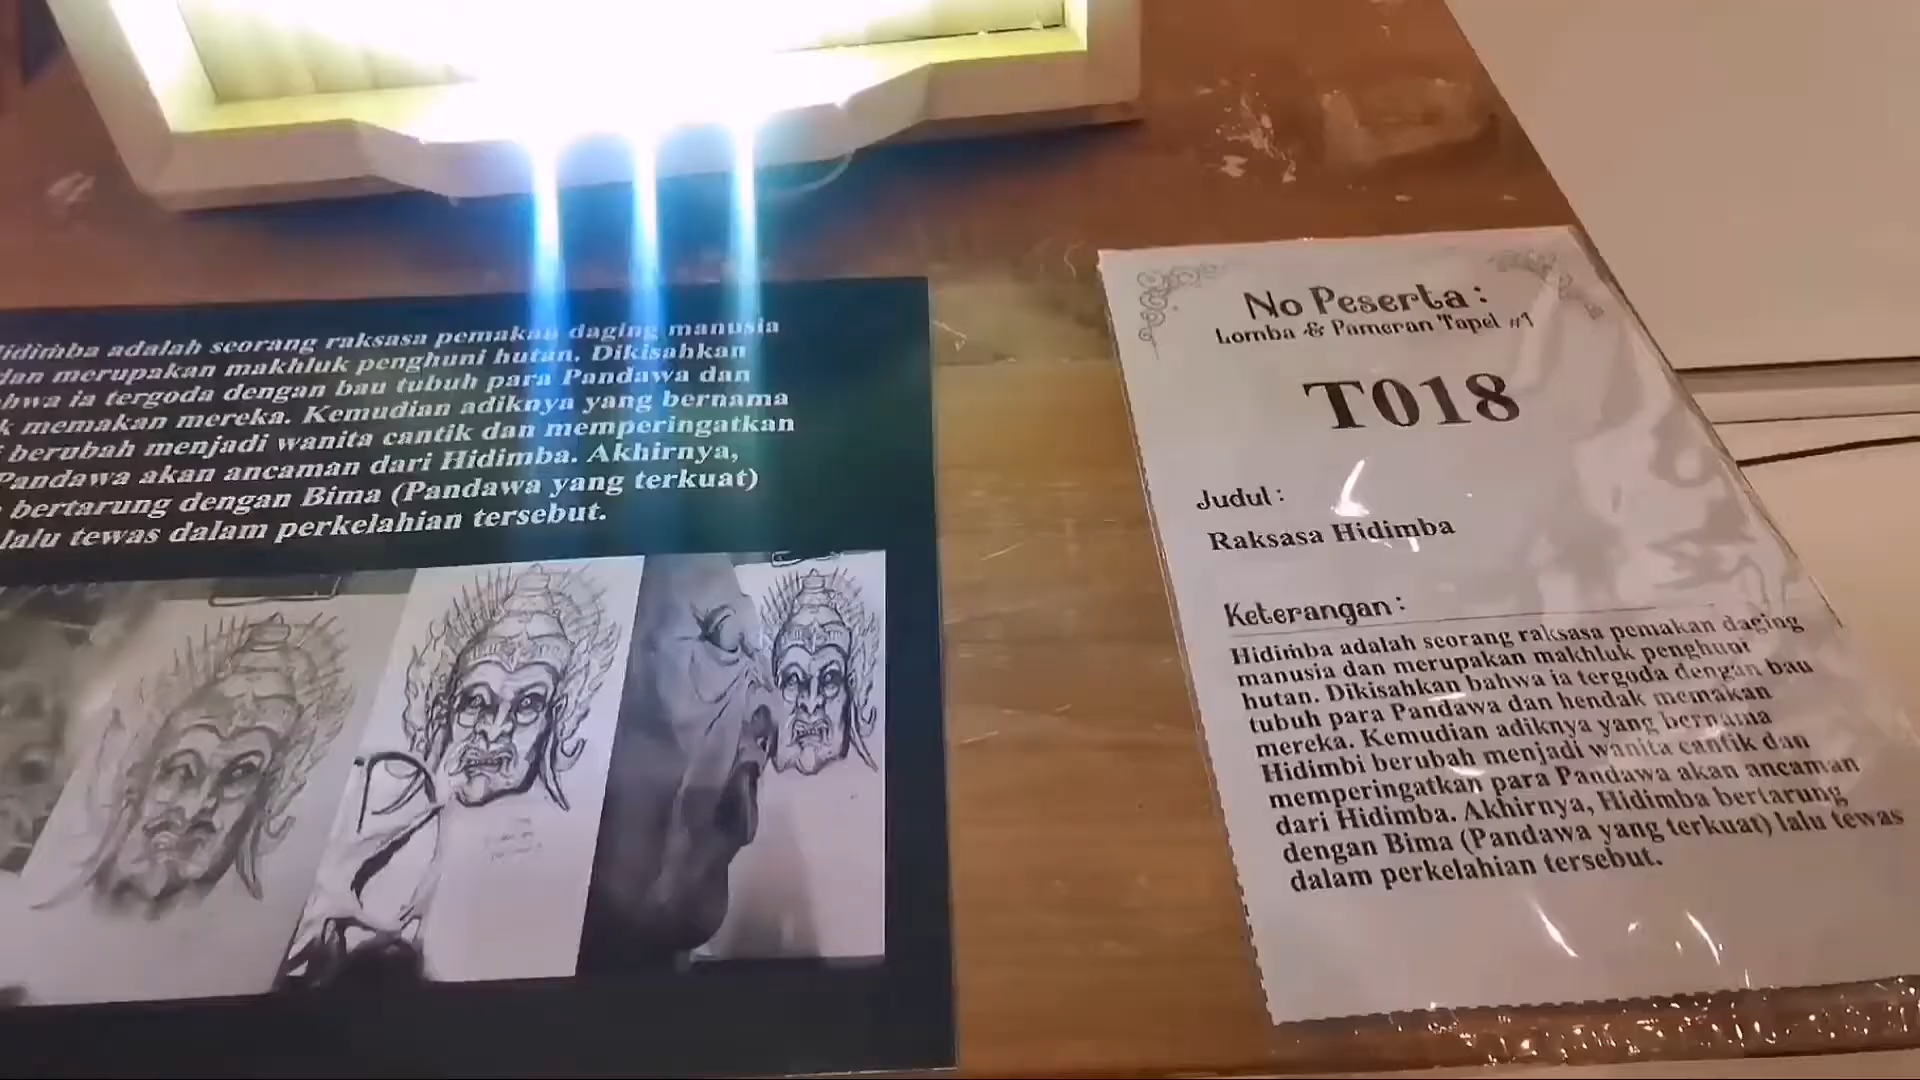 Hidimba adalah seorang raksasa pemakan daging manusia
dan merupakan makhluk penghuni hutan. Dikisahkan
ia tergoda dengan bau tubuh para Pandawa dan
memakan mereka. Kemudian adiknya yang bernama
berubah menjadi wanita cantik dan memperingatkan
Pandawa akan ancaman dari Hidimba. Akhirnya,
bertarung dengan Bima (Pandawa yang terkuat)
lalu tewas dalam perkelahian tersebut.
No Peserta :
Lomba & Pameran Tapel #1
T018
Judul :
Raksasa Hidimba
Keterangan :
Hidimba adalah seorang raksasa pemakan daging
manusia dan merupakan makhluk penghuni
hutan. Dikisahkan bahwa ia tergoda dengan bau
tubuh para Pandawa dan hendak memakan
mereka. Kemudian adiknya yang bernama
Hidimbi berubah menjadi wanita cantik dan
memperingatkan para Pandawa akan ancaman
dari Hidimba. Akhirnya, Hidimba bertarung
dengan Bima (Pandawa yang terkuat) lalu tewas
dalam perkelahian tersebut.